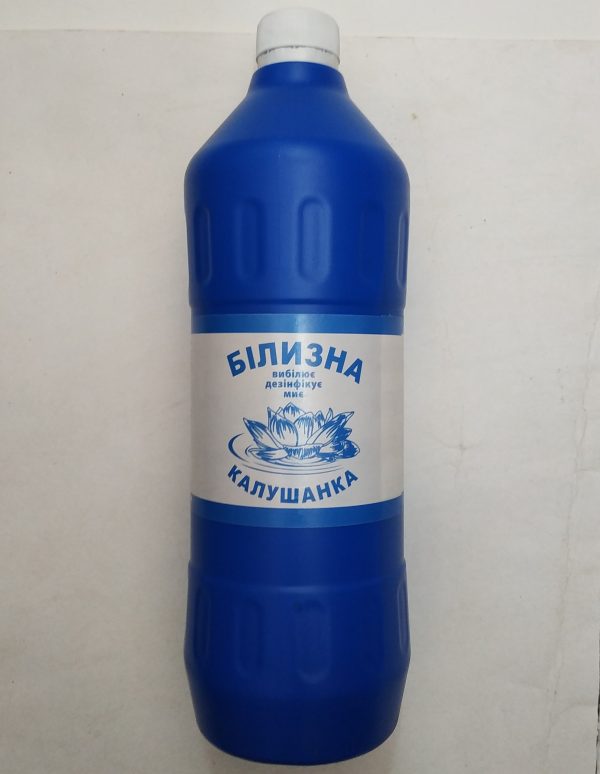 БІЛИЗНА
вибілює
дезінфікує
миє
КАЛУШАНКА